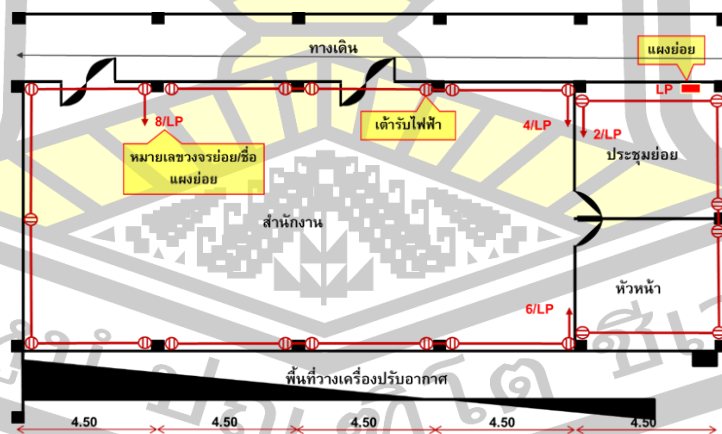 ทางเดิน
แผงย่อย
LP
8/LP
เต้ารับไฟฟ้า
4/LP
2/LP
หมายเลขวงจรย่อย/ชื่อ
แผงย่อย
ประชุมย่อย
สำนักงาน
หัวหน้า
6/LP
พื้นที่วางเครื่องปรับอากาศ
4.50 4.50 4.50 4.50 4.50